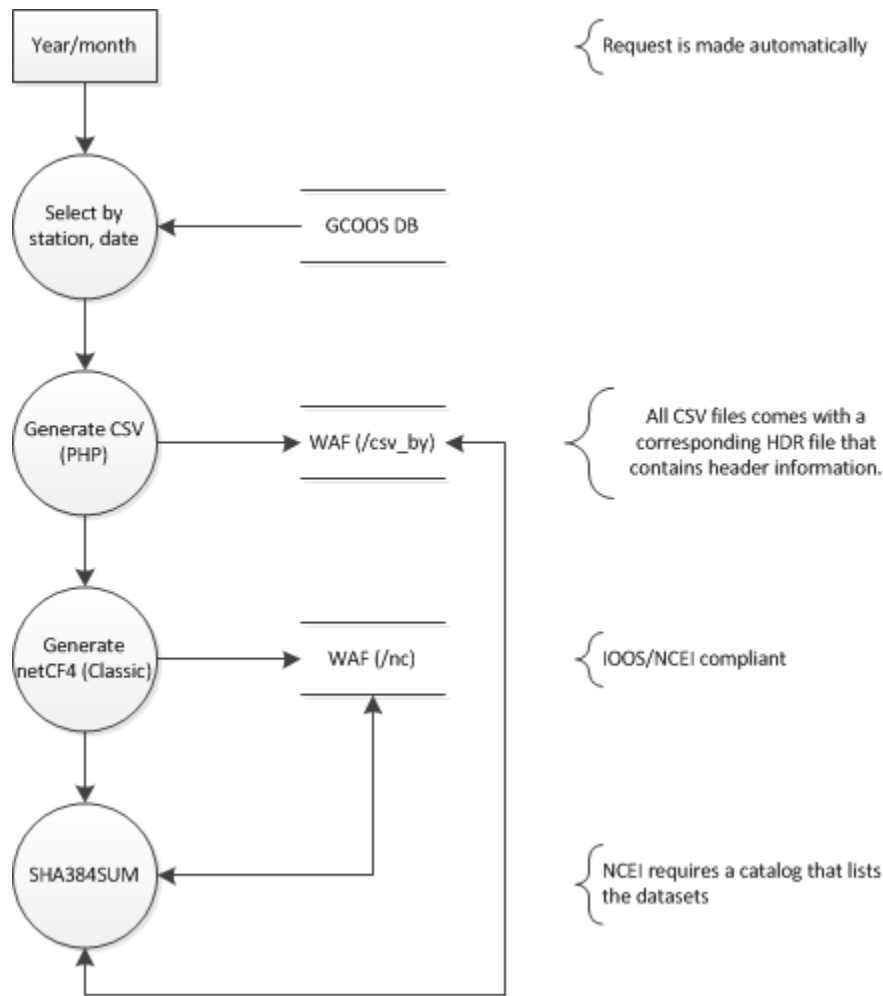 Year/month
Request is made automatically
Select by
station, date
GCOOS DB
Generate CSV
(PHP)
WAF (/csv_by)
All CSV files comes with a
corresponding HDR file that
contains header information.
Generate
netCF4 (Classic)
WAF (/nc)
IOOS/NCEI compliant
SHA384SUM
NCEI requires a catalog that lists
the datasets